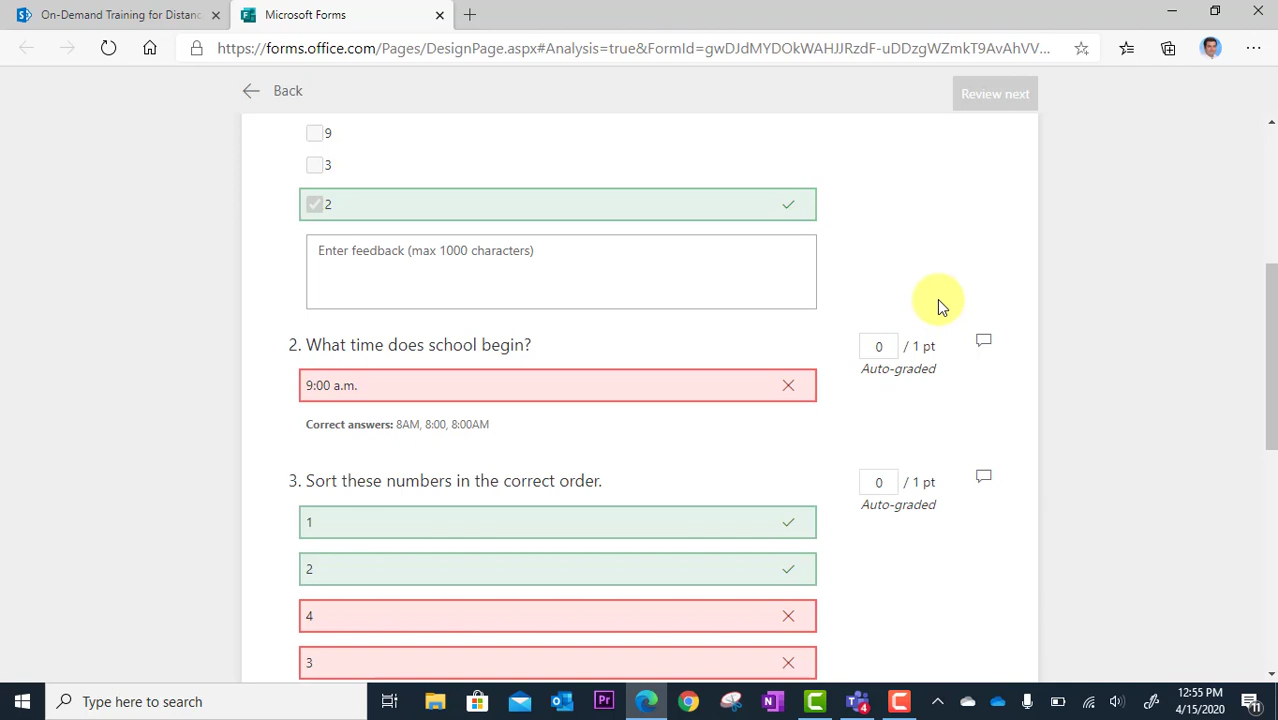 On-Demand Training for Distanc
Microsoft Forms
https://forms.office.com/Pages/DesignPage.aspx#Analysis=true&FormId=gwDJdMYDOkWAHJJRzdF-uDDzgWZmkT9AvAhVV...
Back
Review next
9
3
2
Enter feedback (max 1000 characters)
2. What time does school begin?
0 / 1 pt
Auto-graded
9:00 a.m.
Correct answers: 8AM, 8:00, 8:00AM
3. Sort these numbers in the correct order.
0 / 1 pt
Auto-graded
1
2
4
3
Type here to search
Pr
4
12:55 PM
4/15/2020
11